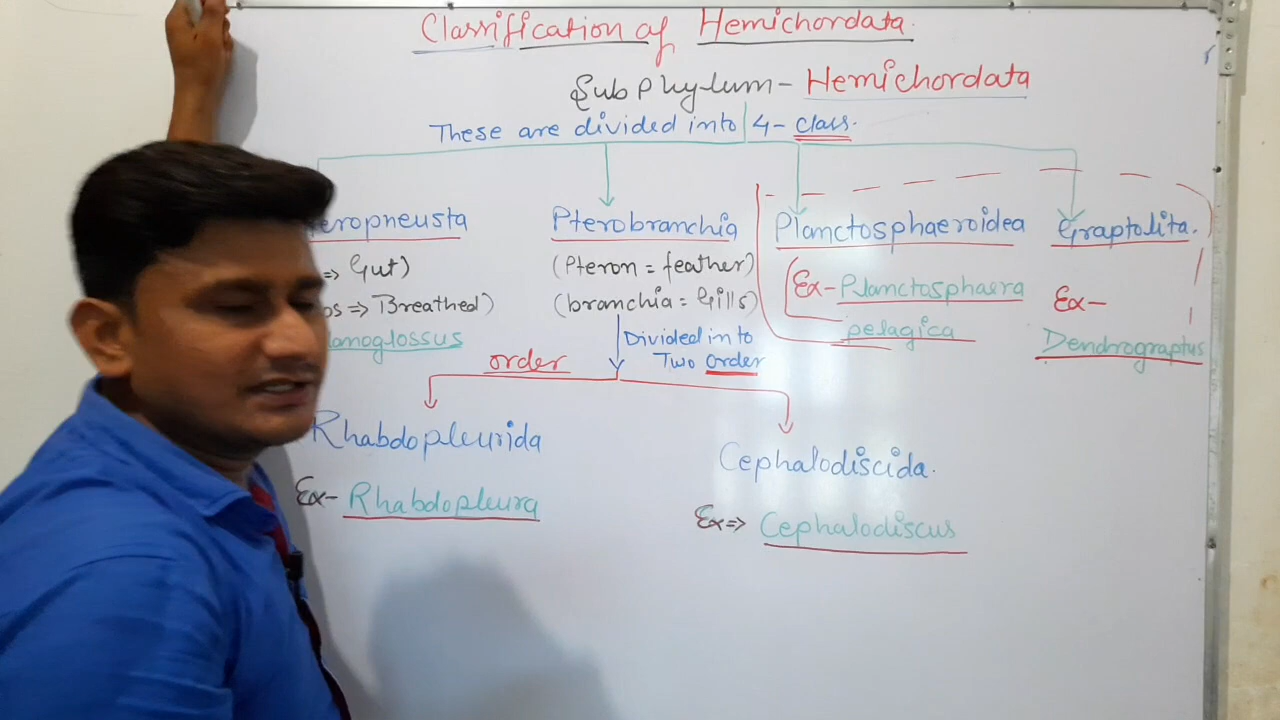 Classification of Hemichordata.
Sub Phylum - Hemichordata
These are divided into 4- class.
eropneusta
Pterobranchia
Planctosphaeroidea
Graptolita.
=> Gut)
os => Breathed)
lanoglossus
(Pteron = feather)
(branchia = Gills)
Divided in to
Two order
order
Ex- Planctosphaera
pelagica
Ex-
Dendrograptus
Rhabdopleurida
Ex- Rhabdopleura
Cephalodiscida.
Ex=> Cephalodiscus